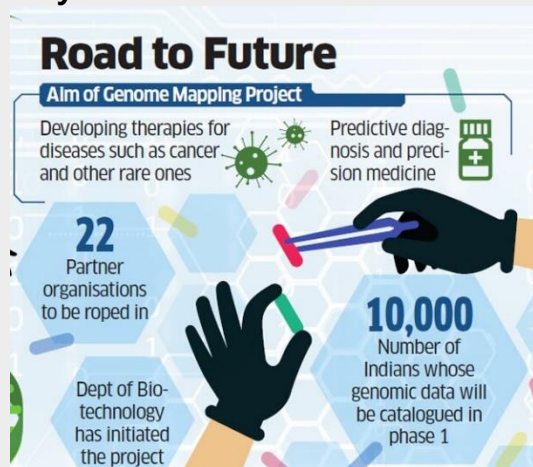 Road to Future
Aim of Genome Mapping Project
Developing therapies for
diseases such as cancer
and other rare ones
Predictive diag-
nosis and preci-
sion medicine
22
Partner
organisations
to be roped in
10,000
Number of
Indians whose
genomic data will
be catalogued in
phase 1
Dept of Bio-
technology
has initiated
the project